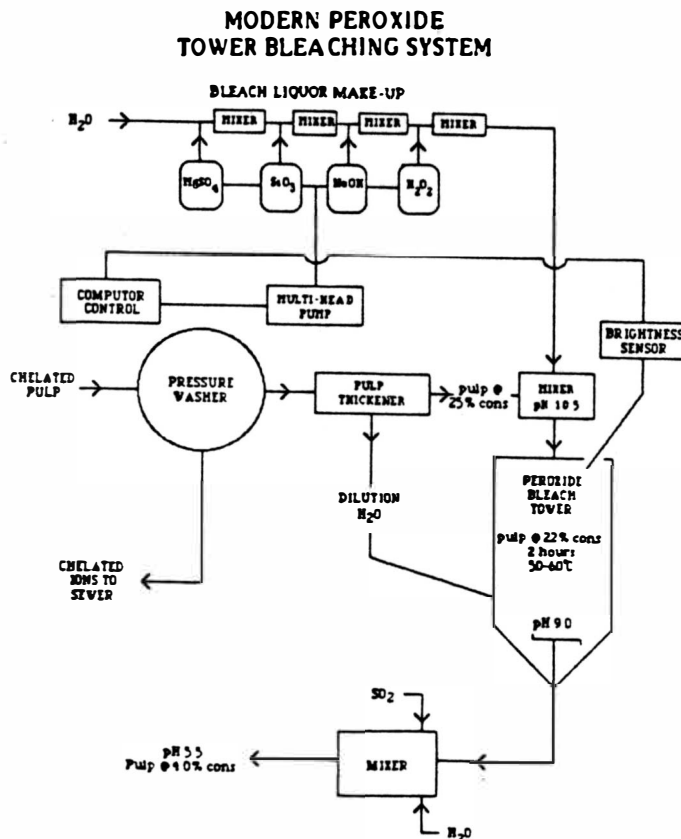 MODERN PEROXIDE
TOWER BLEACHING SYSTEM
BLEACH LIQUOR MAKE-UP
H₂O
MIXER
MIXER
MIXER
MIXER
MgSO₄
SiO₃
NaOH
H₂O₂
COMPUTOR
CONTROL
MULTI-HEAD
PUMP
BRIGHTNESS
SENSOR
CHELATED
PULP
PRESSURE
WASHER
PULP
THICKENER
pulp @
25% cons
MIXER
pH 10.5
DILUTION
H₂O
PEROXIDE
BLEACH
TOWER
pulp @ 22% cons
2 hours
50-60℃
pH 9.0
CHELATED
IONS TO
SEWER
SO₂
MIXER
pH 5.5
Pulp @ 4.0% cons
H₂O